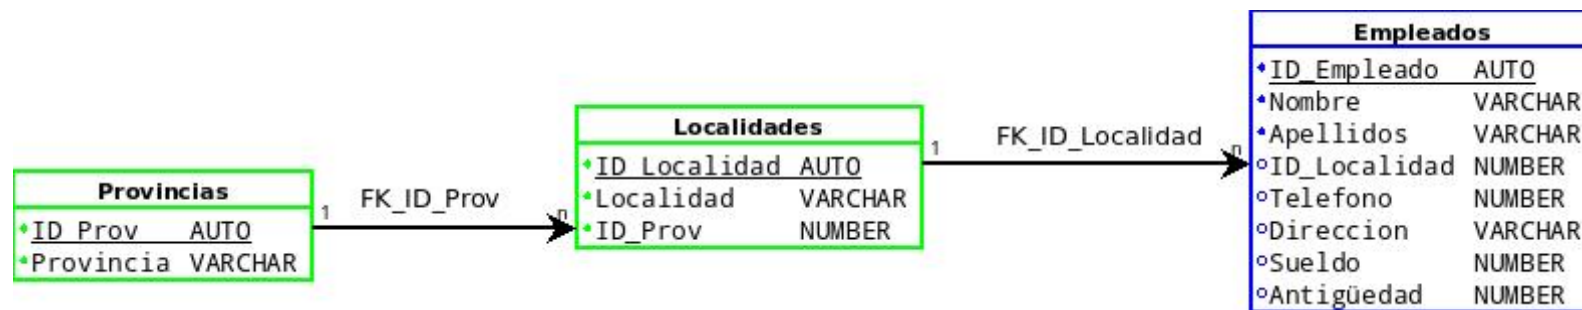 Provincias
ID_Prov AUTO
Provincia VARCHAR
1 FK_ID_Prov n
Localidades
ID_Localidad AUTO
Localidad VARCHAR
ID_Prov NUMBER
1 FK_ID_Localidad n
Empleados
ID_Empleado AUTO
Nombre VARCHAR
Apellidos VARCHAR
ID_Localidad NUMBER
Telefono NUMBER
Direccion VARCHAR
Sueldo NUMBER
Antigüedad NUMBER